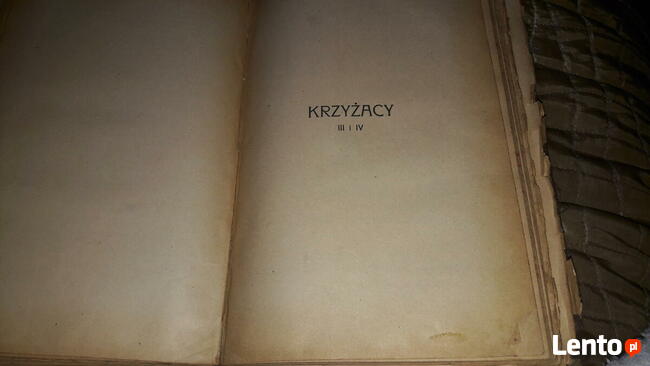 KRZYŻACY
III i IV
Lento.pl